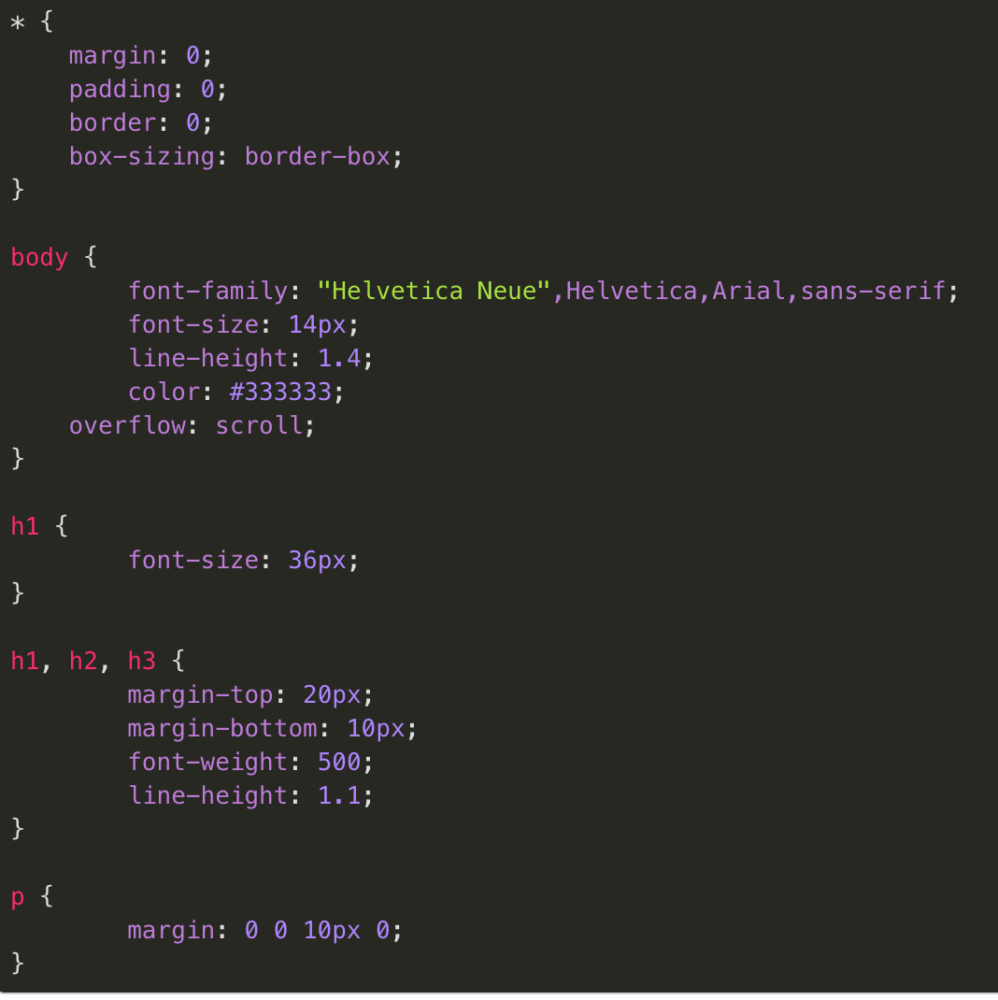 * {
    margin: 0;
    padding: 0;
    border: 0;
    box-sizing: border-box;
}

body {
        font-family: "Helvetica Neue",Helvetica,Arial,sans-serif;
        font-size: 14px;
        line-height: 1.4;
        color: #333333;
    overflow: scroll;
}

h1 {
        font-size: 36px;
}

h1, h2, h3 {
        margin-top: 20px;
        margin-bottom: 10px;
        font-weight: 500;
        line-height: 1.1;
}

p {
        margin: 0 0 10px 0;
}